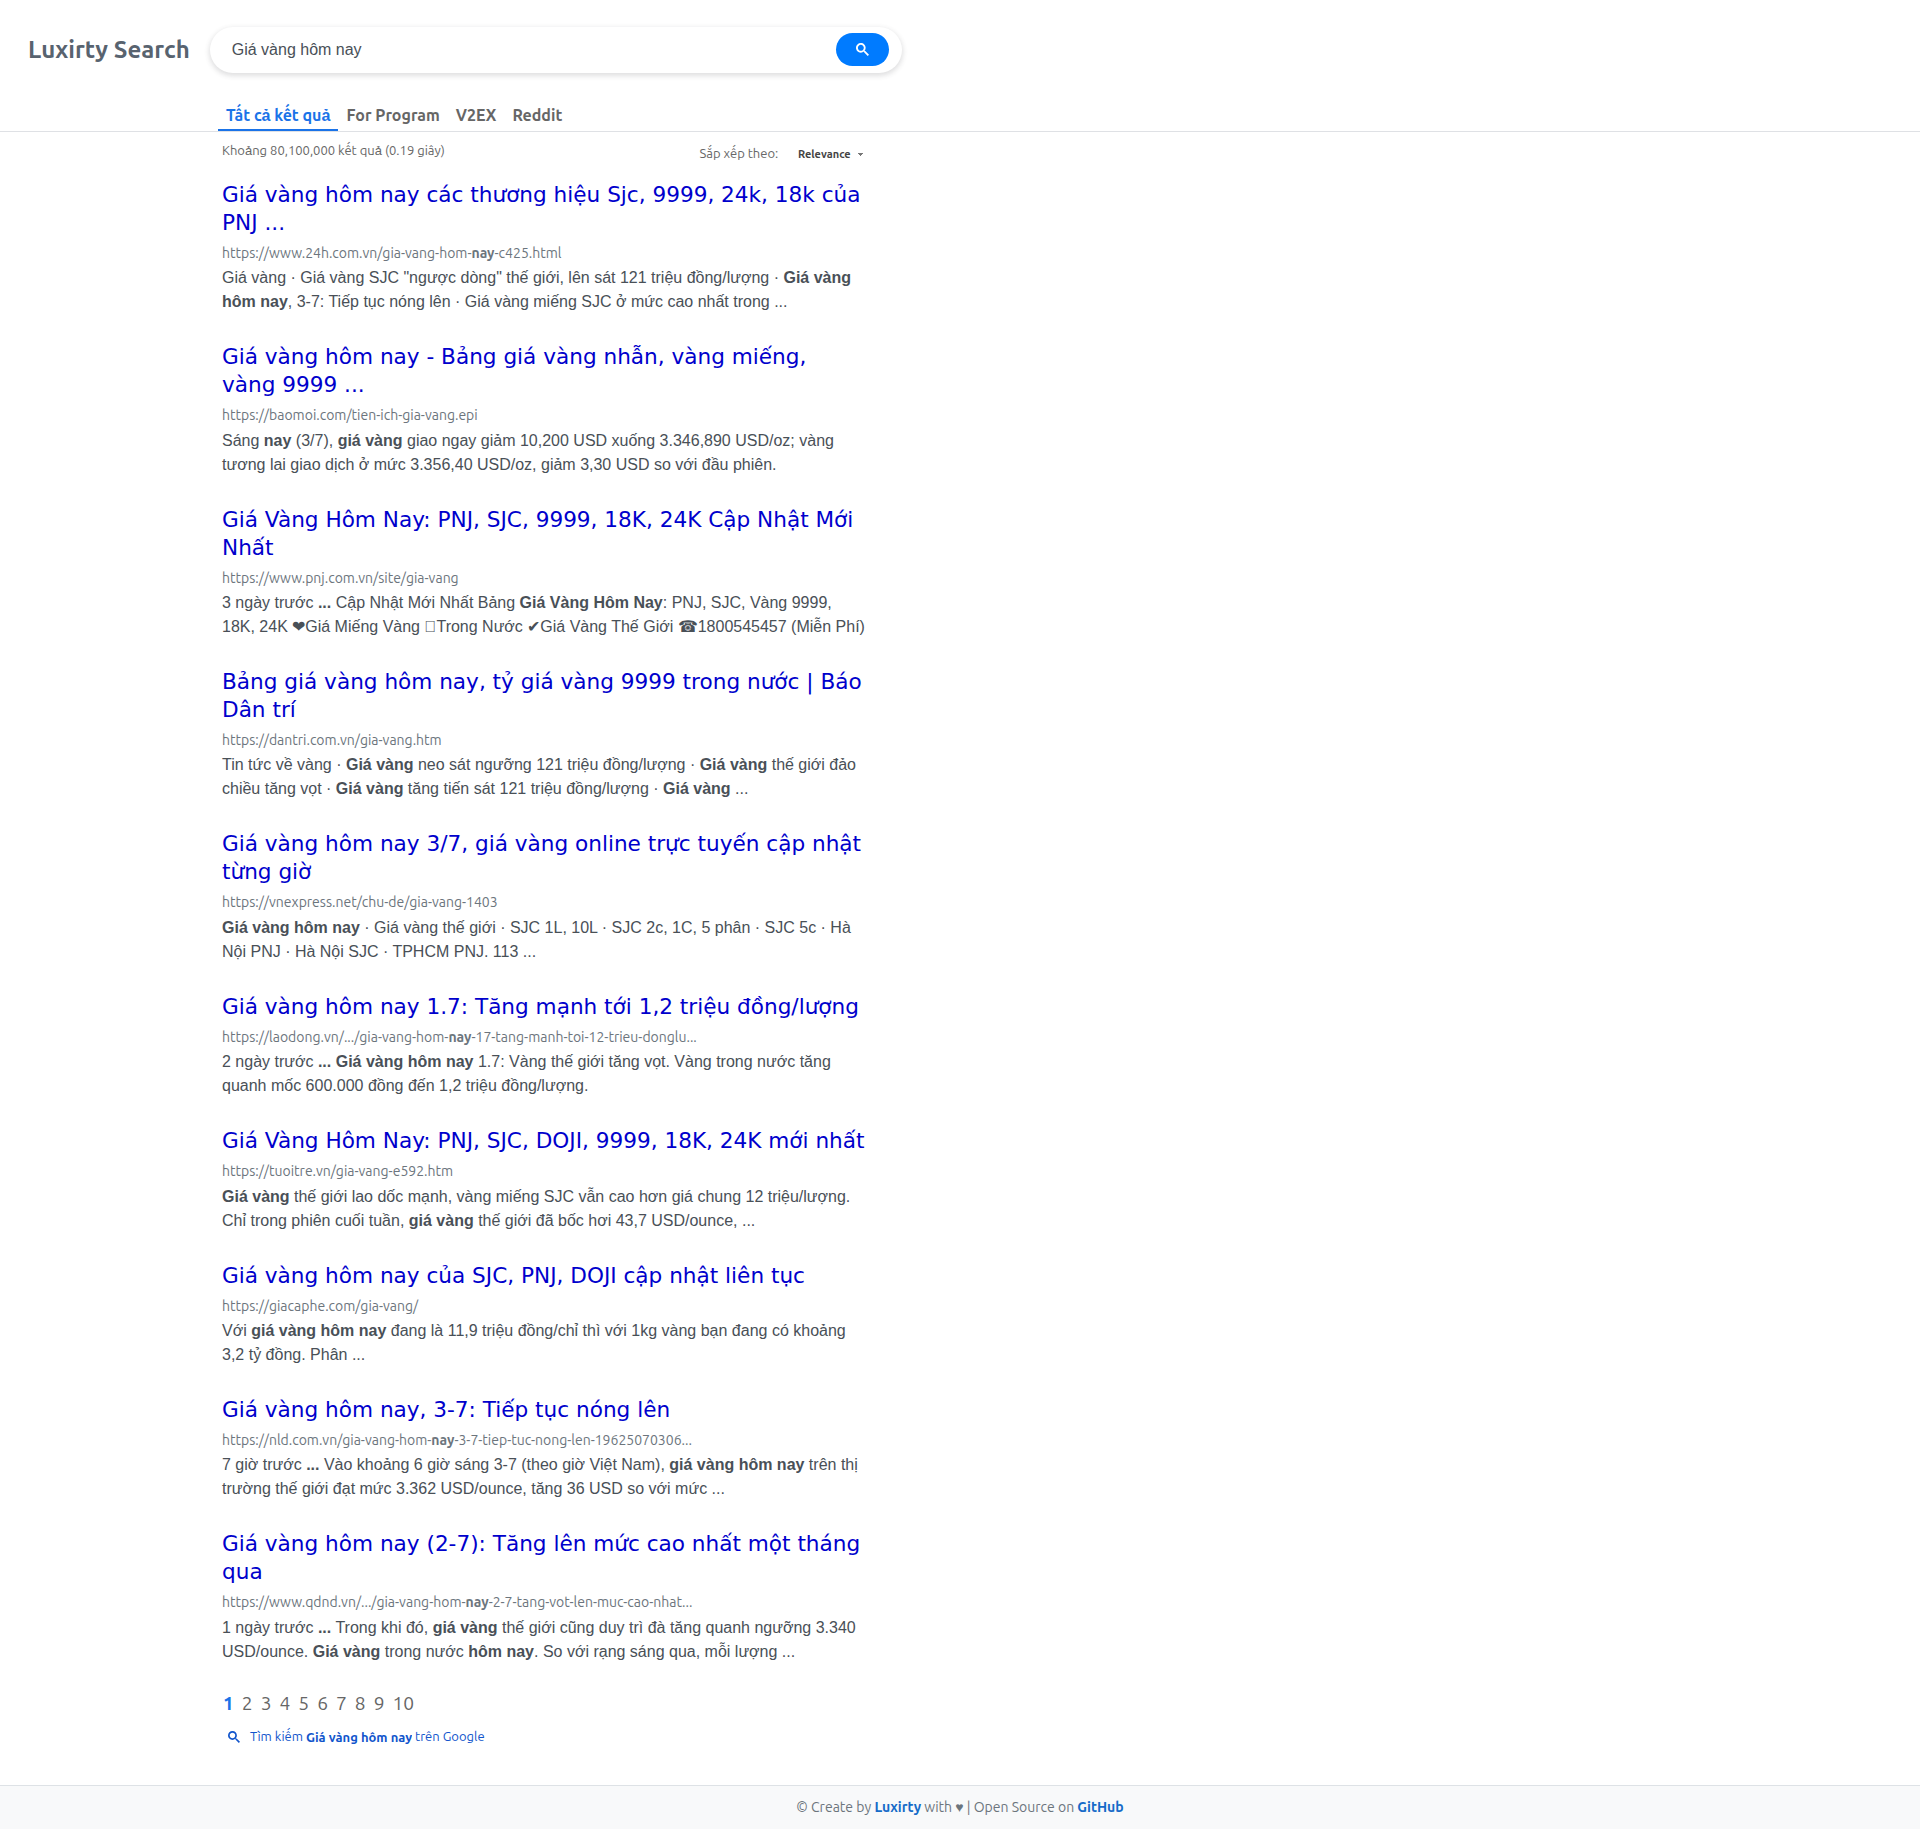 Luxirty Search
Giá vàng hôm nay
Tất cả kết quả For Program V2EX Reddit
Khoảng 80,100,000 kết quả (0.19 giây)
Sắp xếp theo: Relevance
Giá vàng hôm nay các thương hiệu Sjc, 9999, 24k, 18k của
PNJ ...
https://www.24h.com.vn/gia-vang-hom-nay-c425.html
Giá vàng · Giá vàng SJC "ngược dòng" thế giới, lên sát 121 triệu đồng/lượng · Giá vàng
hôm nay, 3-7: Tiếp tục nóng lên · Giá vàng miếng SJC ở mức cao nhất trong ...
Giá vàng hôm nay - Bảng giá vàng nhẫn, vàng miếng,
vàng 9999 ...
https://baomoi.com/tien-ich-gia-vang.epi
Sáng nay (3/7), giá vàng giao ngay giảm 10,200 USD xuống 3.346,890 USD/oz; vàng
tương lai giao dịch ở mức 3.356,40 USD/oz, giảm 3,30 USD so với đầu phiên.
Giá Vàng Hôm Nay: PNJ, SJC, 9999, 18K, 24K Cập Nhật Mới
Nhất
https://www.pnj.com.vn/site/gia-vang
3 ngày trước ... Cập Nhật Mới Nhất Bảng Giá Vàng Hôm Nay: PNJ, SJC, Vàng 9999,
18K, 24K ❤Giá Miếng Vàng Trong Nước ✔Giá Vàng Thế Giới ☎1800545457 (Miễn Phí)
Bảng giá vàng hôm nay, tỷ giá vàng 9999 trong nước | Báo
Dân trí
https://dantri.com.vn/gia-vang.htm
Tin tức về vàng · Giá vàng neo sát ngưỡng 121 triệu đồng/lượng · Giá vàng thế giới đảo
chiều tăng vọt · Giá vàng tăng tiến sát 121 triệu đồng/lượng · Giá vàng ...
Giá vàng hôm nay 3/7, giá vàng online trực tuyến cập nhật
từng giờ
https://vnexpress.net/chu-de/gia-vang-1403
Giá vàng hôm nay · Giá vàng thế giới · SJC 1L, 10L · SJC 2c, 1C, 5 phân · SJC 5c · Hà
Nội PNJ · Hà Nội SJC · TPHCM PNJ. 113 ...
Giá vàng hôm nay 1.7: Tăng mạnh tới 1,2 triệu đồng/lượng
https://laodong.vn/.../gia-vang-hom-nay-17-tang-manh-toi-12-trieu-donglu...
2 ngày trước ... Giá vàng hôm nay 1.7: Vàng thế giới tăng vọt. Vàng trong nước tăng
quanh mốc 600.000 đồng đến 1,2 triệu đồng/lượng.
Giá Vàng Hôm Nay: PNJ, SJC, DOJI, 9999, 18K, 24K mới nhất
https://tuoitre.vn/gia-vang-e592.htm
Giá vàng thế giới lao dốc mạnh, vàng miếng SJC vẫn cao hơn giá chung 12 triệu/lượng.
Chỉ trong phiên cuối tuần, giá vàng thế giới đã bốc hơi 43,7 USD/ounce, ...
Giá vàng hôm nay của SJC, PNJ, DOJI cập nhật liên tục
https://giacaphe.com/gia-vang/
Với giá vàng hôm nay đang là 11,9 triệu đồng/chỉ thì với 1kg vàng bạn đang có khoảng
3,2 tỷ đồng. Phân ...
Giá vàng hôm nay, 3-7: Tiếp tục nóng lên
https://nld.com.vn/gia-vang-hom-nay-3-7-tiep-tuc-nong-len-19625070306...
7 giờ trước ... Vào khoảng 6 giờ sáng 3-7 (theo giờ Việt Nam), giá vàng hôm nay trên thị
trường thế giới đạt mức 3.362 USD/ounce, tăng 36 USD so với mức ...
Giá vàng hôm nay (2-7): Tăng lên mức cao nhất một tháng
qua
https://www.qdnd.vn/.../gia-vang-hom-nay-2-7-tang-vot-len-muc-cao-nhat...
1 ngày trước ... Trong khi đó, giá vàng thế giới cũng duy trì đà tăng quanh ngưỡng 3.340
USD/ounce. Giá vàng trong nước hôm nay. So với rạng sáng qua, mỗi lượng ...
1 2 3 4 5 6 7 8 9 10
Tìm kiếm Giá vàng hôm nay trên Google
© Create by Luxirty with ♥ | Open Source on GitHub